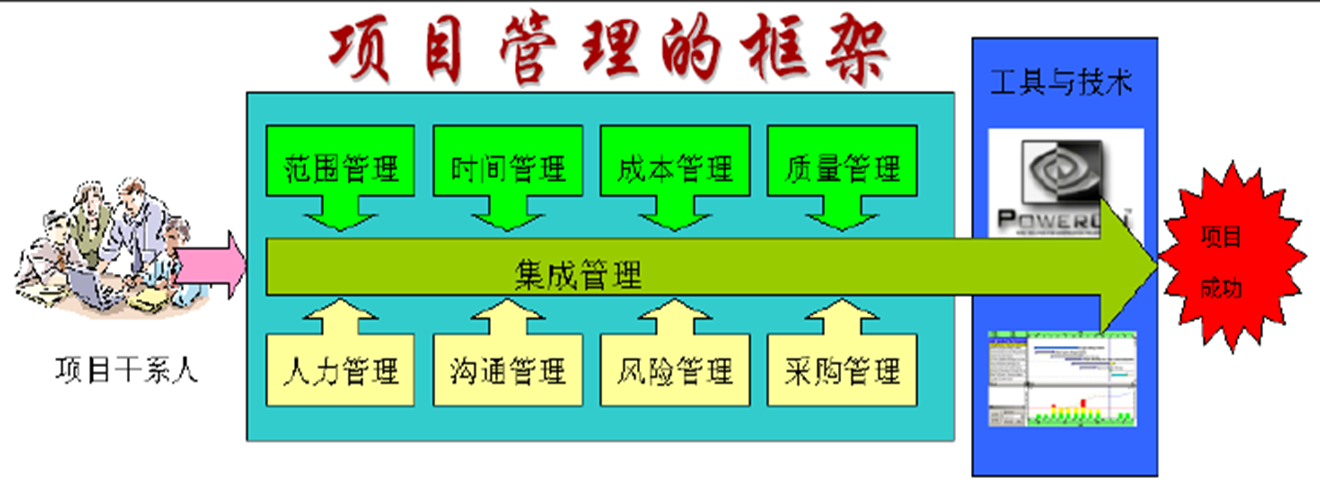 项目管理的框架
工具与技术
范围管理
时间管理
成本管理
质量管理
项目
成功
集成管理
项目干系人
人力管理
沟通管理
风险管理
采购管理